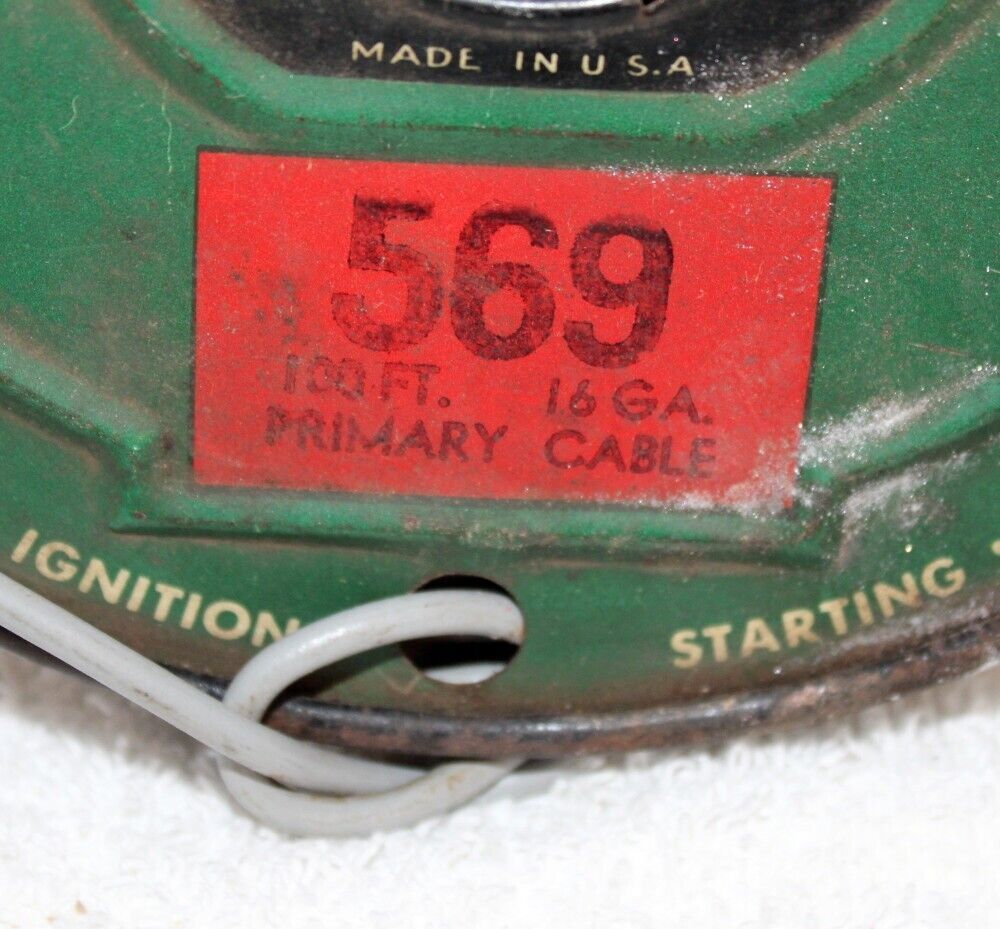 MADE IN U S.A
569
100 FT. 16 GA.
PRIMARY CABLE
IGNITION
STARTING